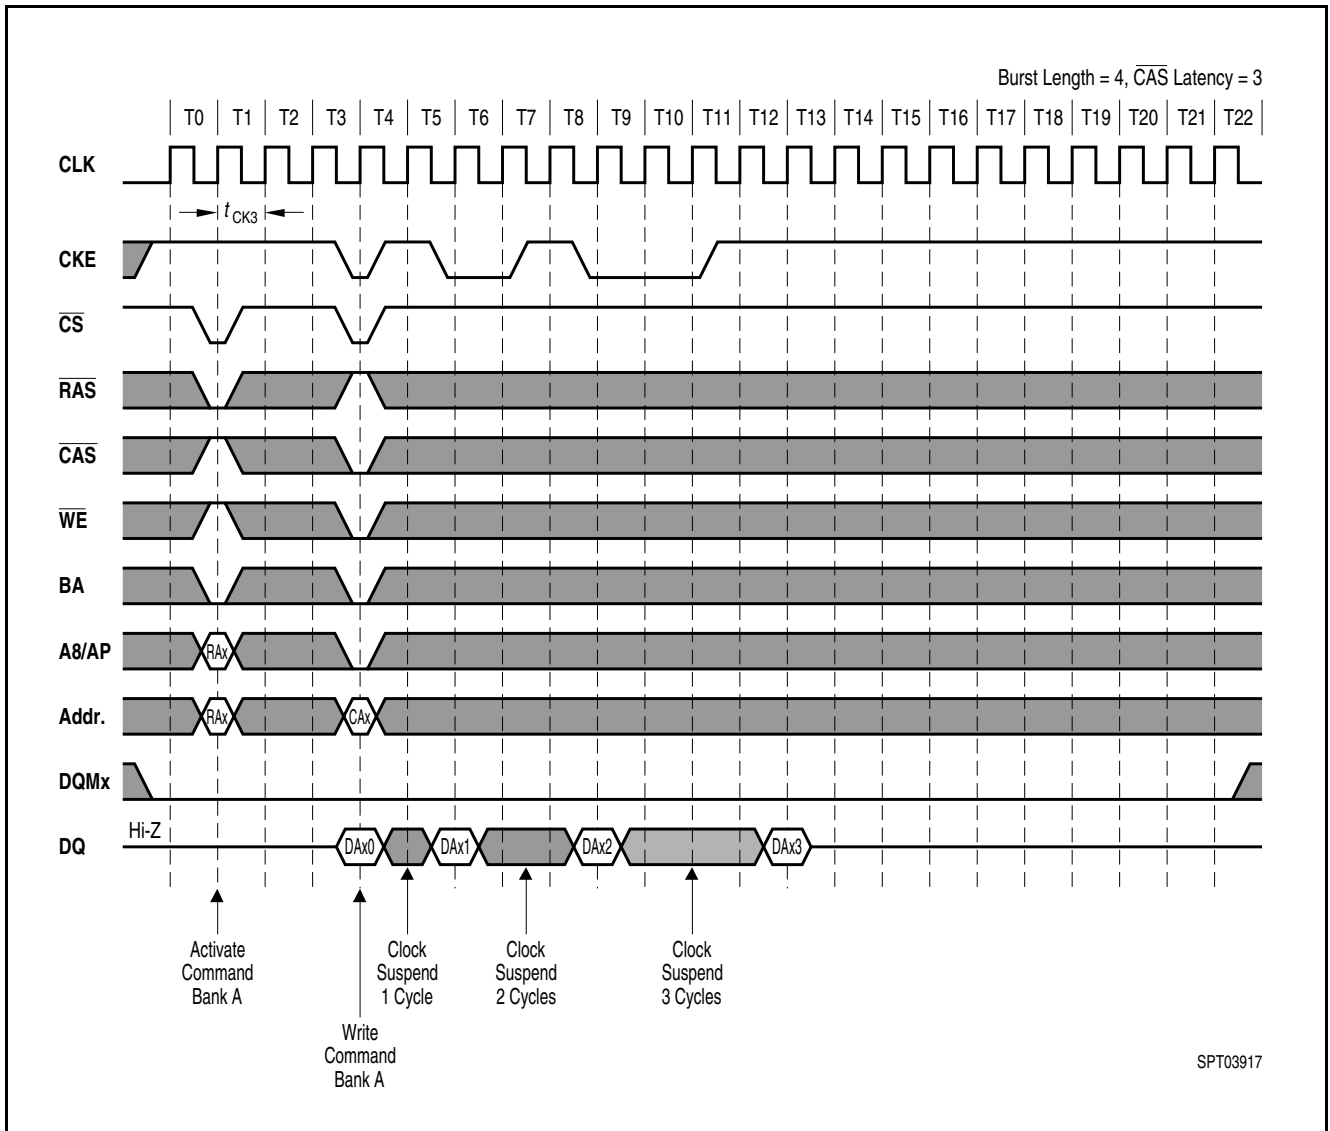 Burst Length = 4, CAS Latency = 3
T0 T1 T2 T3 T4 T5 T6 T7 T8 T9 T10 T11 T12 T13 T14 T15 T16 T17 T18 T19 T20 T21 T22
CLK
t CK3
CKE
CS
RAS
CAS
WE
BA
A8/AP RAx
Addr. RAx CAx
DQMx
DQ Hi-Z DAx0 DAx1 DAx2 DAx3
Activate
Command
Bank A
Write
Command
Bank A
Clock
Suspend
1 Cycle
Clock
Suspend
2 Cycles
Clock
Suspend
3 Cycles
SPT03917